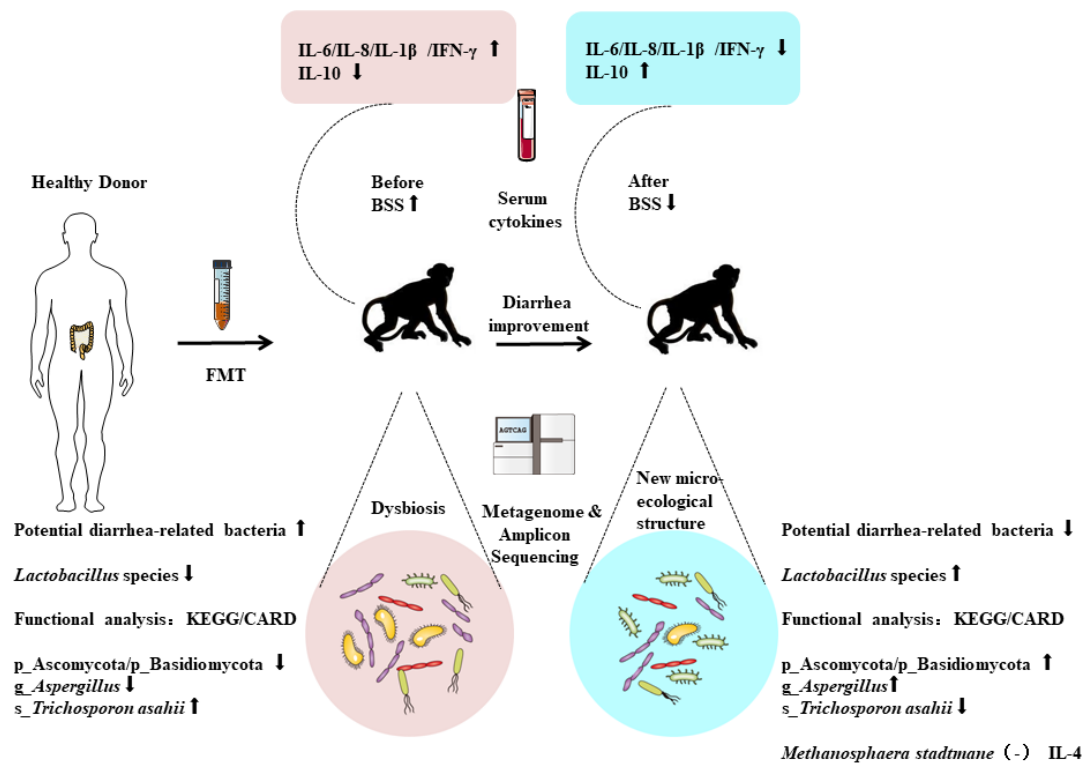 IL-6/IL-8/IL-1β /IFN-γ ⬆
IL-10 ⬇
IL-6/IL-8/IL-1β /IFN-γ ⬇
IL-10 ⬆
Healthy Donor
Before
BSS⬆
Serum
cytokines
After
BSS⬇
FMT
Diarrhea
improvement
AGTCAG
Dysbiosis
Metagenome &
Amplicon
Sequencing
New micro-
ecological
structure
Potential diarrhea-related bacteria ⬆
Lactobacillus species⬇
Functional analysis：KEGG/CARD
p_Ascomycota/p_Basidiomycota ⬇
g_Aspergillus⬇
s_Trichosporon asahii⬆
Potential diarrhea-related bacteria ⬇
Lactobacillus species⬆
Functional analysis：KEGG/CARD
p_Ascomycota/p_Basidiomycota ⬆
g_Aspergillus⬆
s_Trichosporon asahii⬇
Methanosphaera stadtmane（-） IL-4